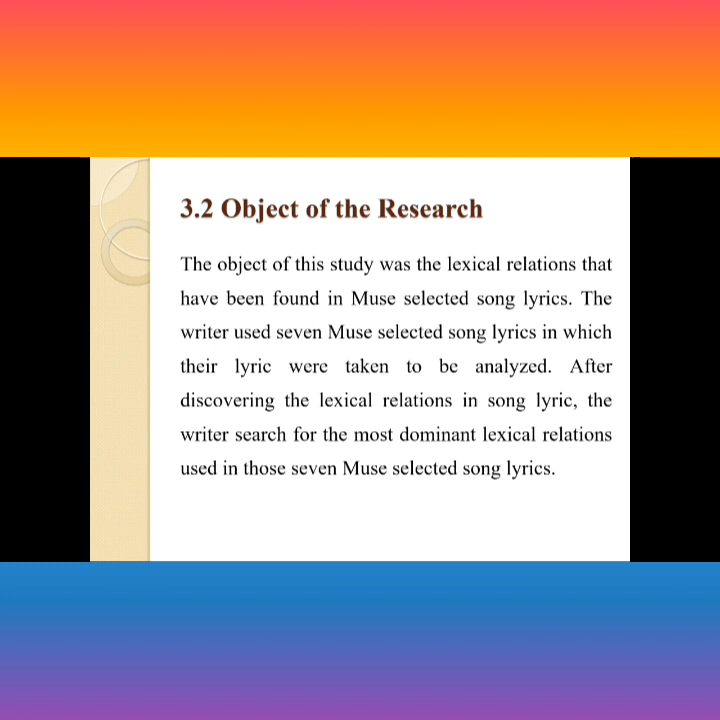 3.2 Object of the Research
The object of this study was the lexical relations that
have been found in Muse selected song lyrics. The
writer used seven Muse selected song lyrics in which
their lyric were taken to be analyzed. After
discovering the lexical relations in song lyric, the
writer search for the most dominant lexical relations
used in those seven Muse selected song lyrics.